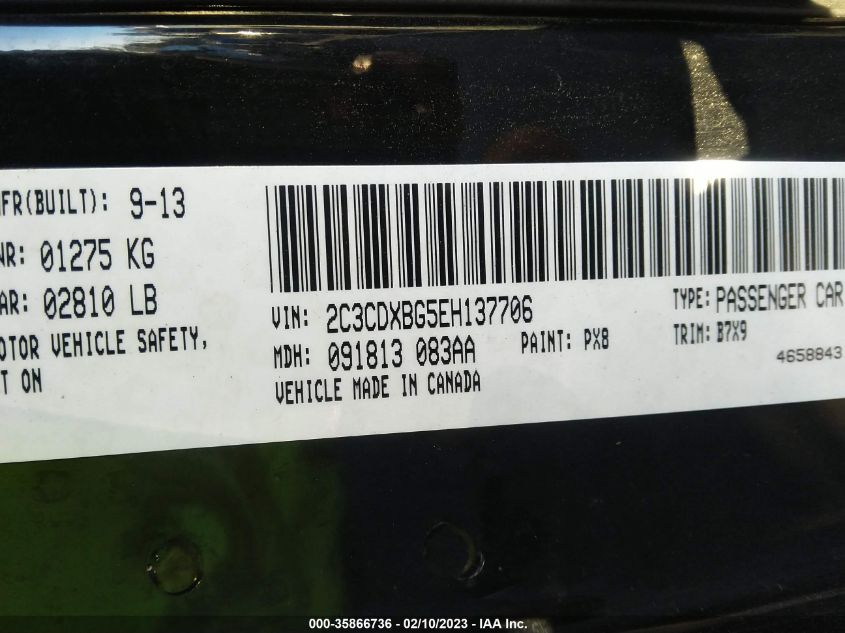 FR(BUILT): 9-13
WR: 01275 KG
AR: 02810 LB
OTOR VEHICLE SAFETY,
T ON
VIN: 2C3CDXBG5EH137706
TYPE: PASSENGER CAR
MDH: 091813 083AA
PAINT: PX8
TRIM: B7X9
VEHICLE MADE IN CANADA
4658843
000-35866736 - 02/10/2023 - IAA Inc.